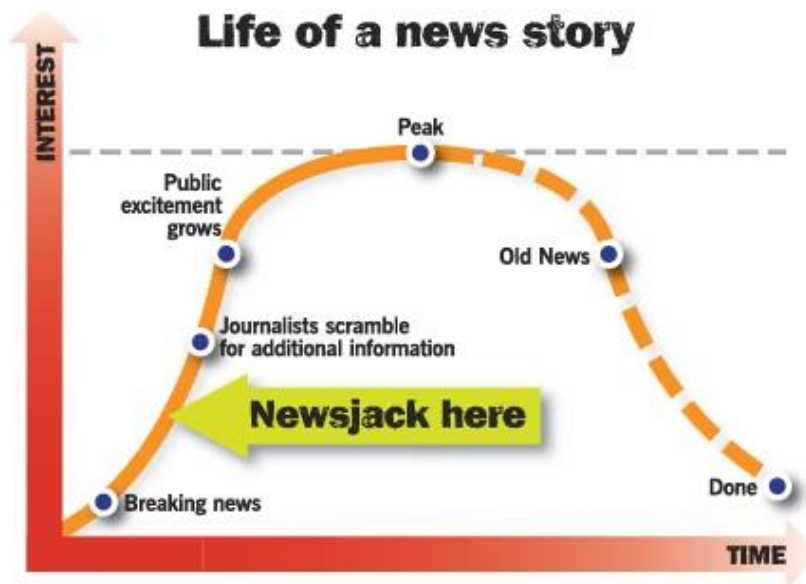 Life of a news story
INTEREST
Peak
Public
excitement
grows
Old News
Journalists scramble
for additional information
Newsjack here
Breaking news
Done
TIME